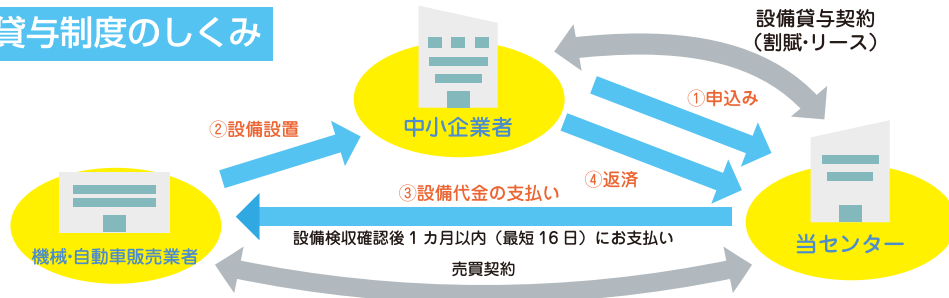 貸与制度のしくみ
設備貸与契約
（割賦・リース）
①申込み
②設備設置
中小企業者
③設備代金の支払い
④返済
設備検収確認後１カ月以内（最短16日）にお支払い
機械・自動車販売業者
当センター
売買契約